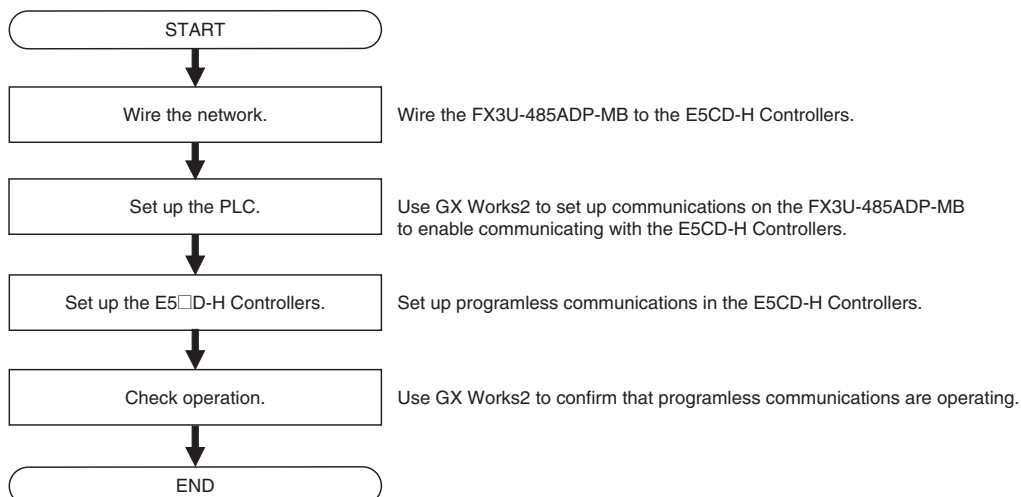 START
Wire the network.
Wire the FX3U-485ADP-MB to the E5CD-H Controllers.
Set up the PLC.
Use GX Works2 to set up communications on the FX3U-485ADP-MB
to enable communicating with the E5CD-H Controllers.
Set up the E5□D-H Controllers.
Set up programless communications in the E5CD-H Controllers.
Check operation.
Use GX Works2 to confirm that programless communications are operating.
END